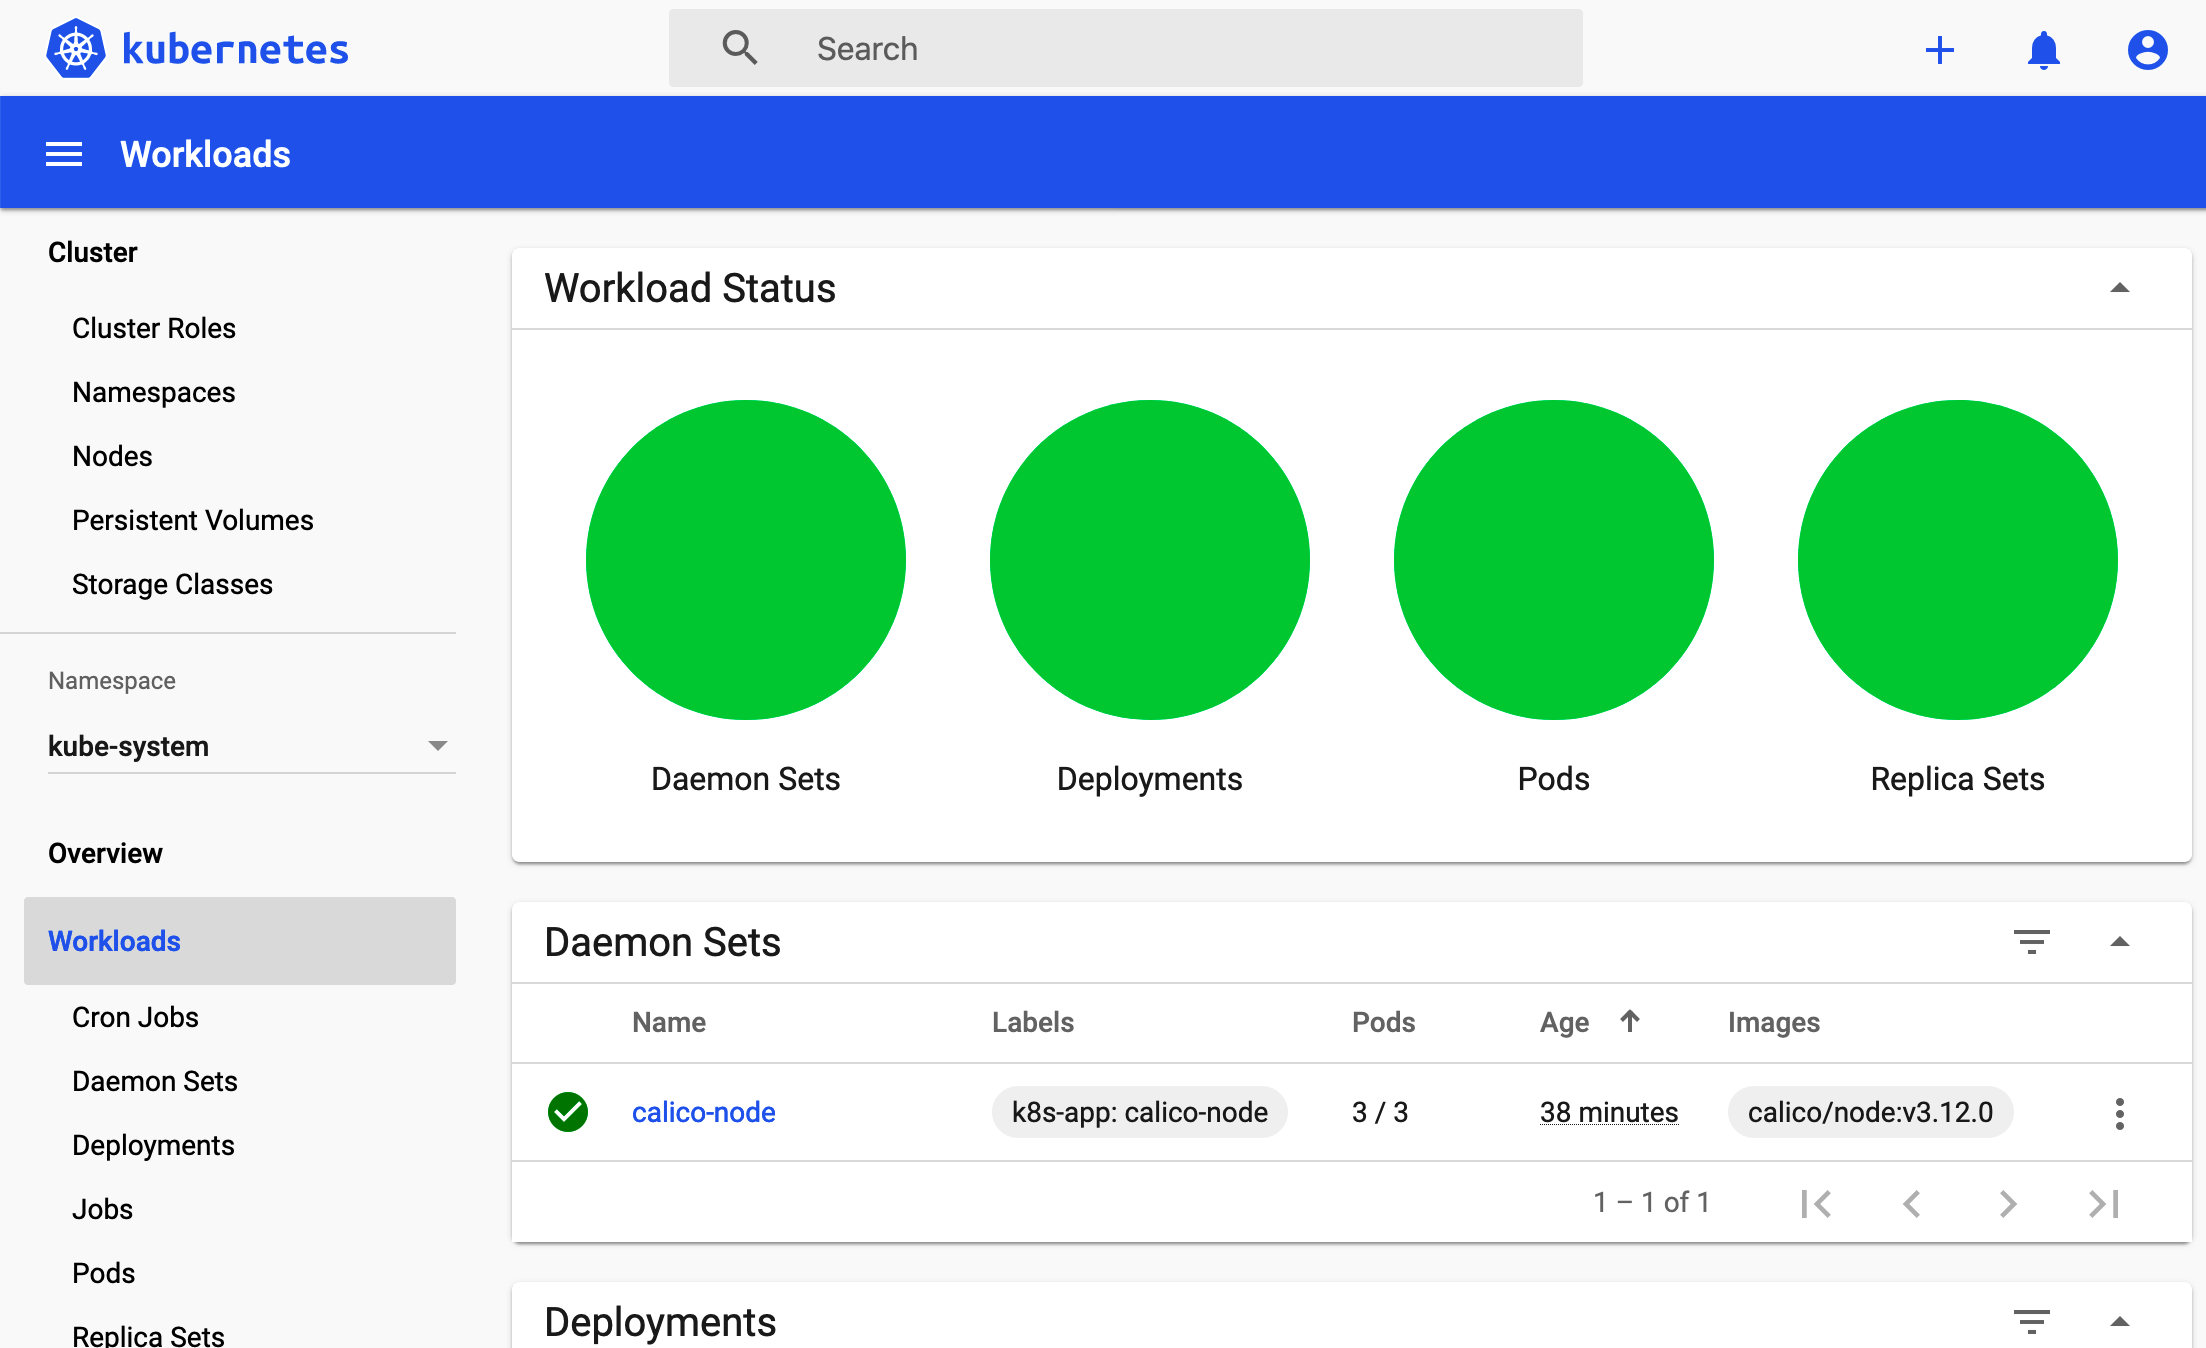 kubernetes
Search
Workloads
Cluster
Cluster Roles
Namespaces
Nodes
Persistent Volumes
Storage Classes
Namespace
kube-system
Overview
Workloads
Cron Jobs
Daemon Sets
Deployments
Jobs
Pods
Replica Sets
Workload Status
Daemon Sets Deployments Pods Replica Sets
Daemon Sets
Name Labels Pods Age Images
calico-node k8s-app: calico-node 3 / 3 38 minutes calico/node:v3.12.0
1 – 1 of 1
Deployments